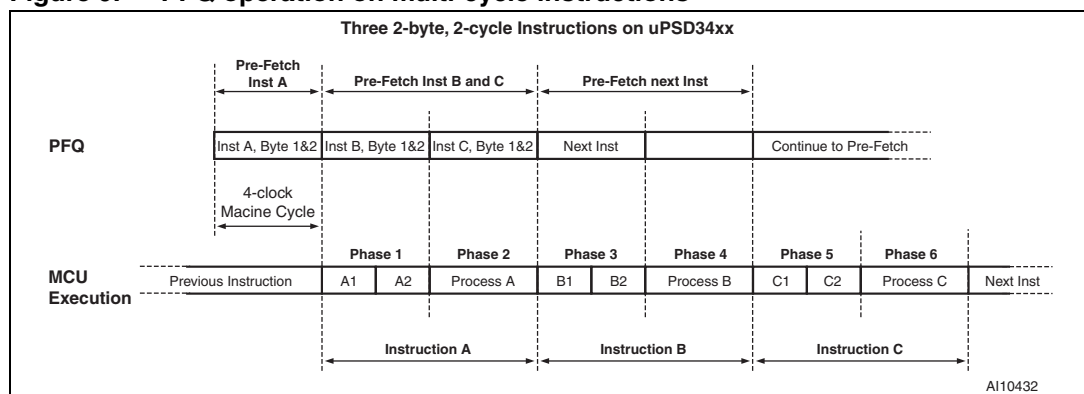 Three 2-byte, 2-cycle Instructions on uPSD34xx
Pre-Fetch
Inst A
Pre-Fetch Inst B and C
Pre-Fetch next Inst
PFQ
Inst A, Byte 1&2
Inst B, Byte 1&2
Inst C, Byte 1&2
Next Inst
Continue to Pre-Fetch
4-clock
Macine Cycle
Phase 1
Phase 2
Phase 3
Phase 4
Phase 5
Phase 6
MCU
Execution
Previous Instruction
A1
A2
Process A
B1
B2
Process B
C1
C2
Process C
Next Inst
Instruction A
Instruction B
Instruction C
AI10432